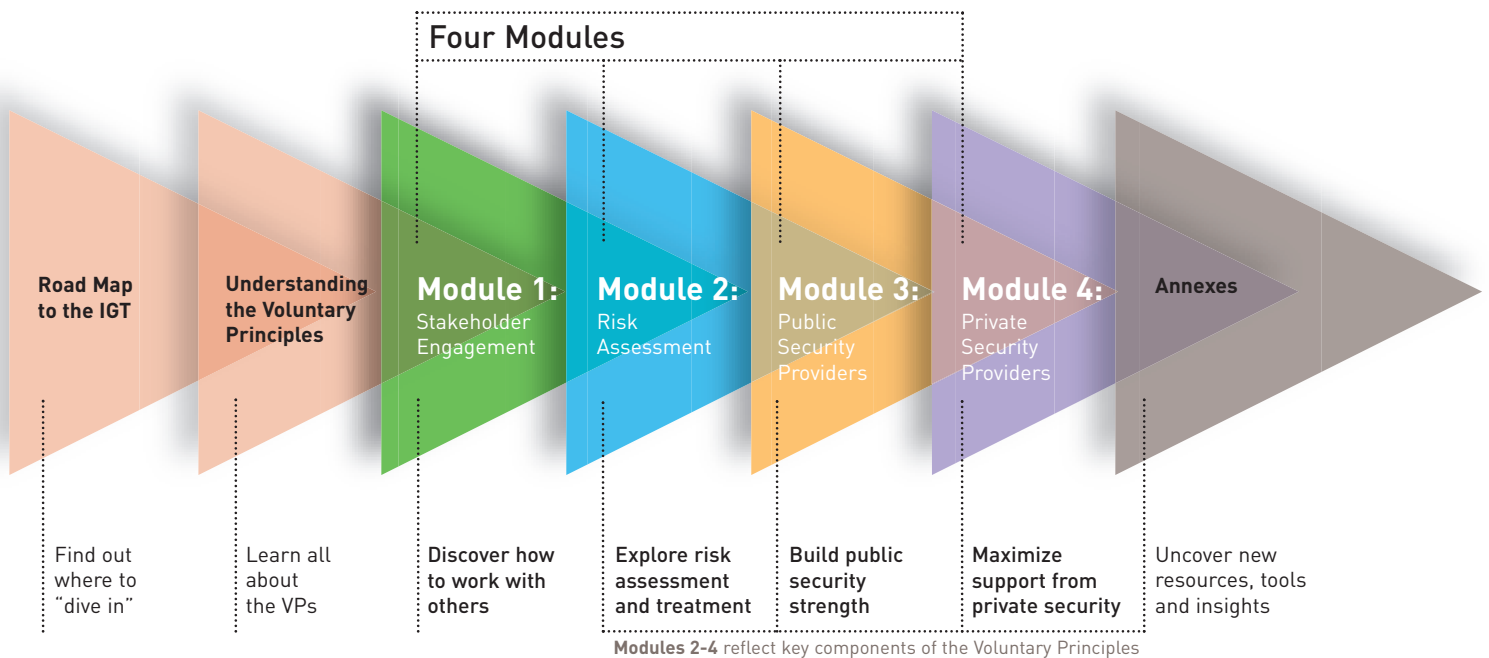 Four Modules
Road Map
to the IGT
Understanding
the Voluntary
Principles
Module 1:
Stakeholder
Engagement
Module 2:
Risk
Assessment
Module 3:
Public
Security
Providers
Module 4:
Private
Security
Providers
Annexes
Find out
where to
“dive in”
Learn all
about
the VPs
Discover how
to work with
others
Explore risk
assessment
and treatment
Build public
security
strength
Maximize
support from
private security
Uncover new
resources, tools
and insights
Modules 2-4 reflect key components of the Voluntary Principles